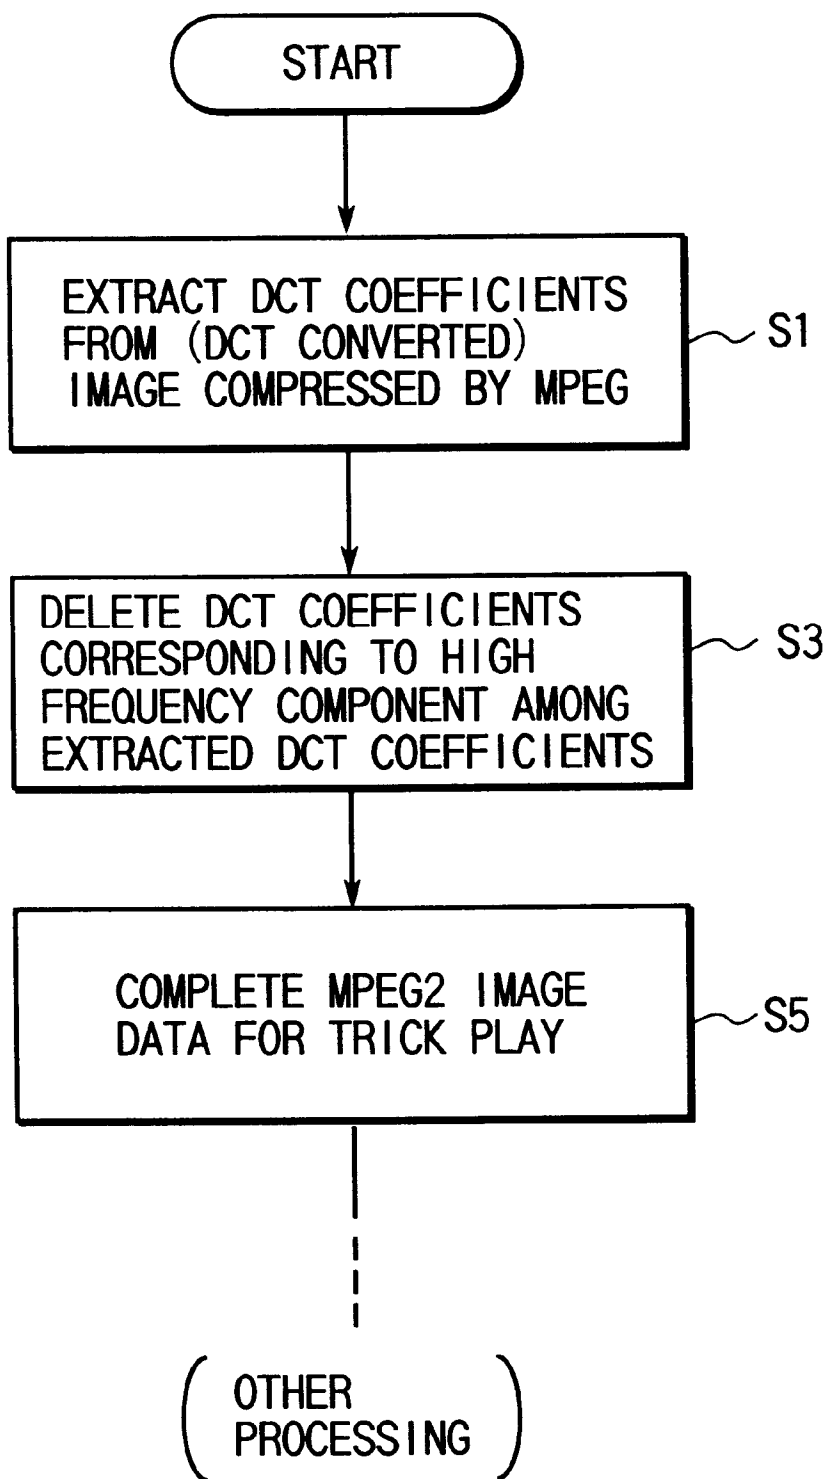 START
EXTRACT DCT COEFFICIENTS
FROM (DCT CONVERTED)
IMAGE COMPRESSED BY MPEG
S1
DELETE DCT COEFFICIENTS
CORRESPONDING TO HIGH
FREQUENCY COMPONENT AMONG
EXTRACTED DCT COEFFICIENTS
S3
COMPLETE MPEG2 IMAGE
DATA FOR TRICK PLAY
S5
(OTHER
PROCESSING)